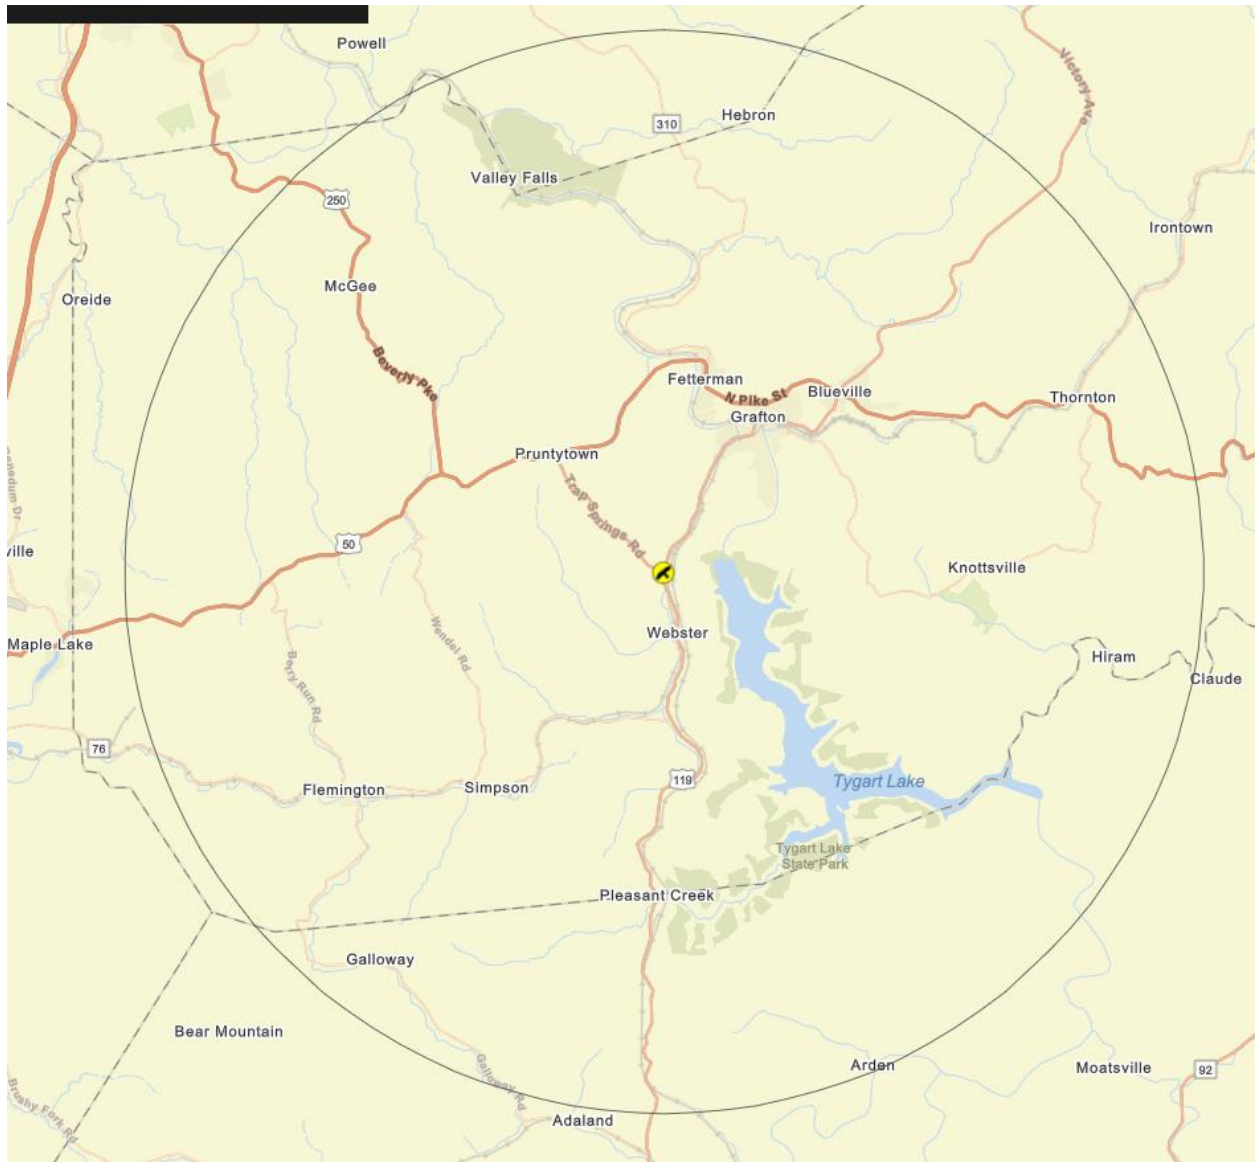 Powell
Hebron
310
Victory Ave
Valley Falls
250
Irontown
McGee
Oreide
Beverly Pke
Fetterman
N Pike St
Blueville
Thornton
Grafton
Pruntytown
Trap Springs Rd
50
Knottsville
Webster
Maple Lake
Wendel Rd
Berry Run Rd
Hiram
Claude
76
Flemington
Simpson
119
Tygart Lake
Tygart Lake
State Park
Pleasant Creek
Galloway
Bear Mountain
Galloway Rd
Arden
Moatsville
92
Brushy Fork Rd
Adaland